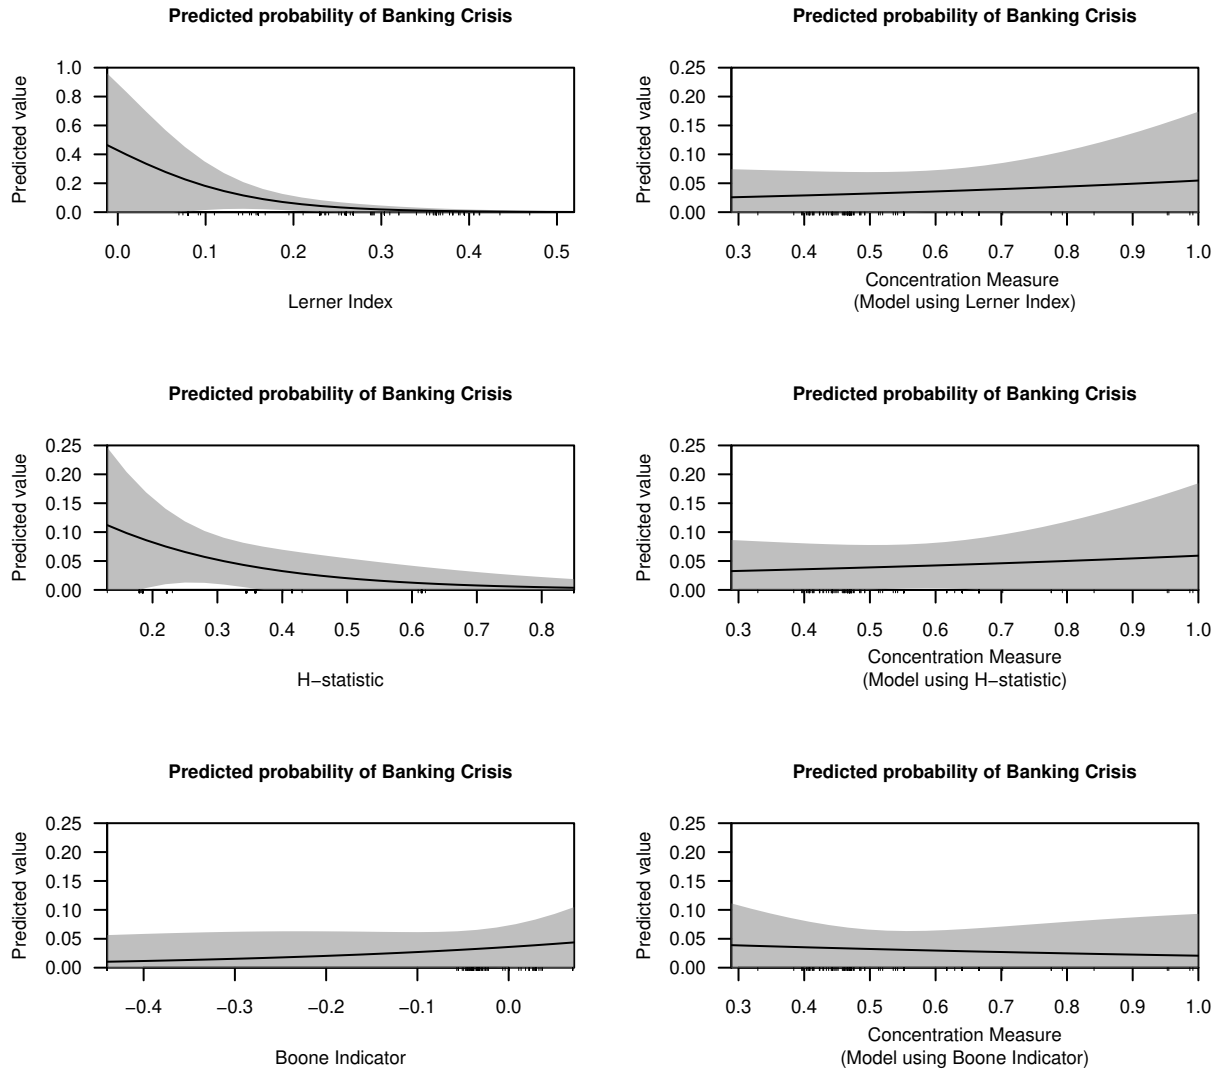 Predicted probability of Banking Crisis
Predicted value
1.0
0.8
0.6
0.4
0.2
0.0
0.0 0.1 0.2 0.3 0.4 0.5
Lerner Index
Predicted probability of Banking Crisis
Predicted value
0.25
0.20
0.15
0.10
0.05
0.00
0.3 0.4 0.5 0.6 0.7 0.8 0.9 1.0
Concentration Measure
(Model using Lerner Index)
Predicted probability of Banking Crisis
Predicted value
0.25
0.20
0.15
0.10
0.05
0.00
0.2 0.3 0.4 0.5 0.6 0.7 0.8
H−statistic
Predicted probability of Banking Crisis
Predicted value
0.25
0.20
0.15
0.10
0.05
0.00
0.3 0.4 0.5 0.6 0.7 0.8 0.9 1.0
Concentration Measure
(Model using H−statistic)
Predicted probability of Banking Crisis
Predicted value
0.25
0.20
0.15
0.10
0.05
0.00
−0.4 −0.3 −0.2 −0.1 0.0
Boone Indicator
Predicted probability of Banking Crisis
Predicted value
0.25
0.20
0.15
0.10
0.05
0.00
0.3 0.4 0.5 0.6 0.7 0.8 0.9 1.0
Concentration Measure
(Model using Boone Indicator)